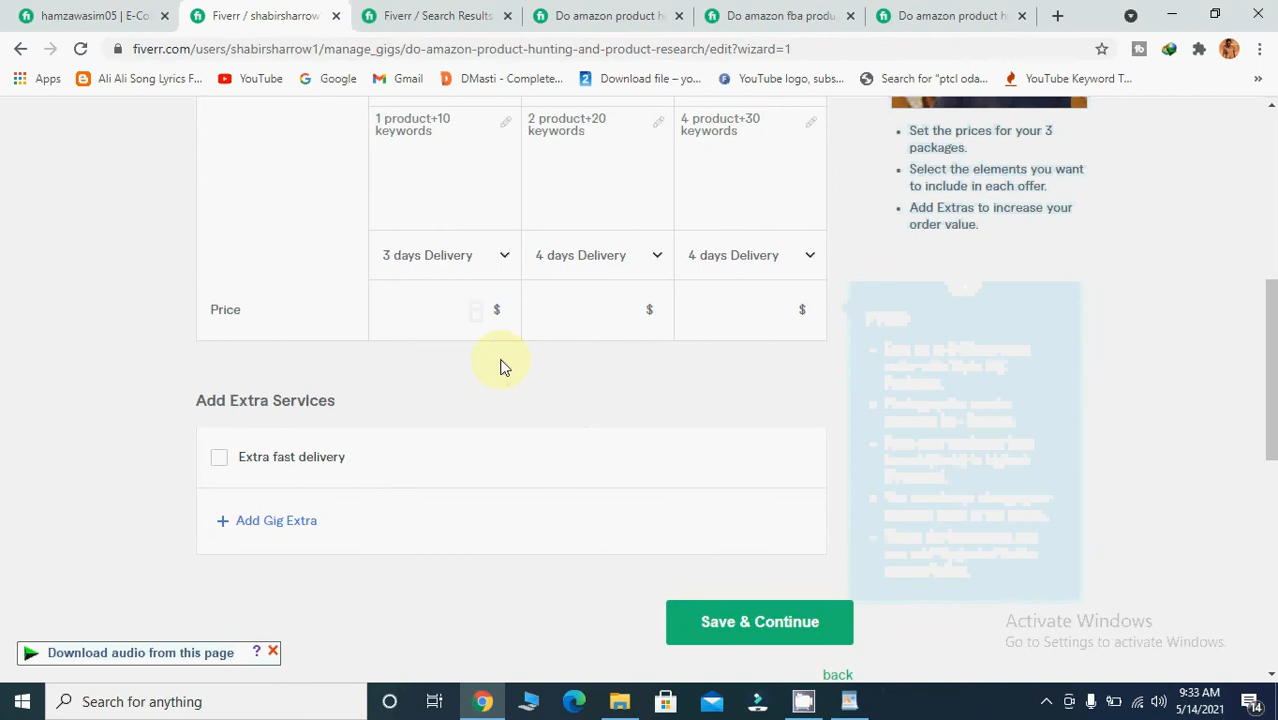 hamzawasim05 | E-Co
Fiverr / shabirsharrow
Fiverr / Search Results
Do amazon product h
Do amazon fba produ
Do amazon product h
fiverr.com/users/shabirsharrow1/manage_gigs/do-amazon-product-hunting-and-product-research/edit?wizard=1
Apps
Ali Ali Song Lyrics F...
YouTube
Google
Gmail
DMasti - Complete...
Download file – yo...
YouTube logo, subs...
Search for "ptcl oda...
YouTube Keyword T...
»
1 product+10
keywords
2 product+20
keywords
4 product+30
keywords
Set the prices for your 3
packages.
Select the elements you want
to include in each offer.
Add Extras to increase your
order value.
3 days Delivery
4 days Delivery
4 days Delivery
Price
$
$
$
Add Extra Services
Extra fast delivery
+ Add Gig Extra
Save & Continue
back
Activate Windows
Go to Settings to activate Windows.
Download audio from this page
?
Search for anything
9:33 AM
5/14/2021
14